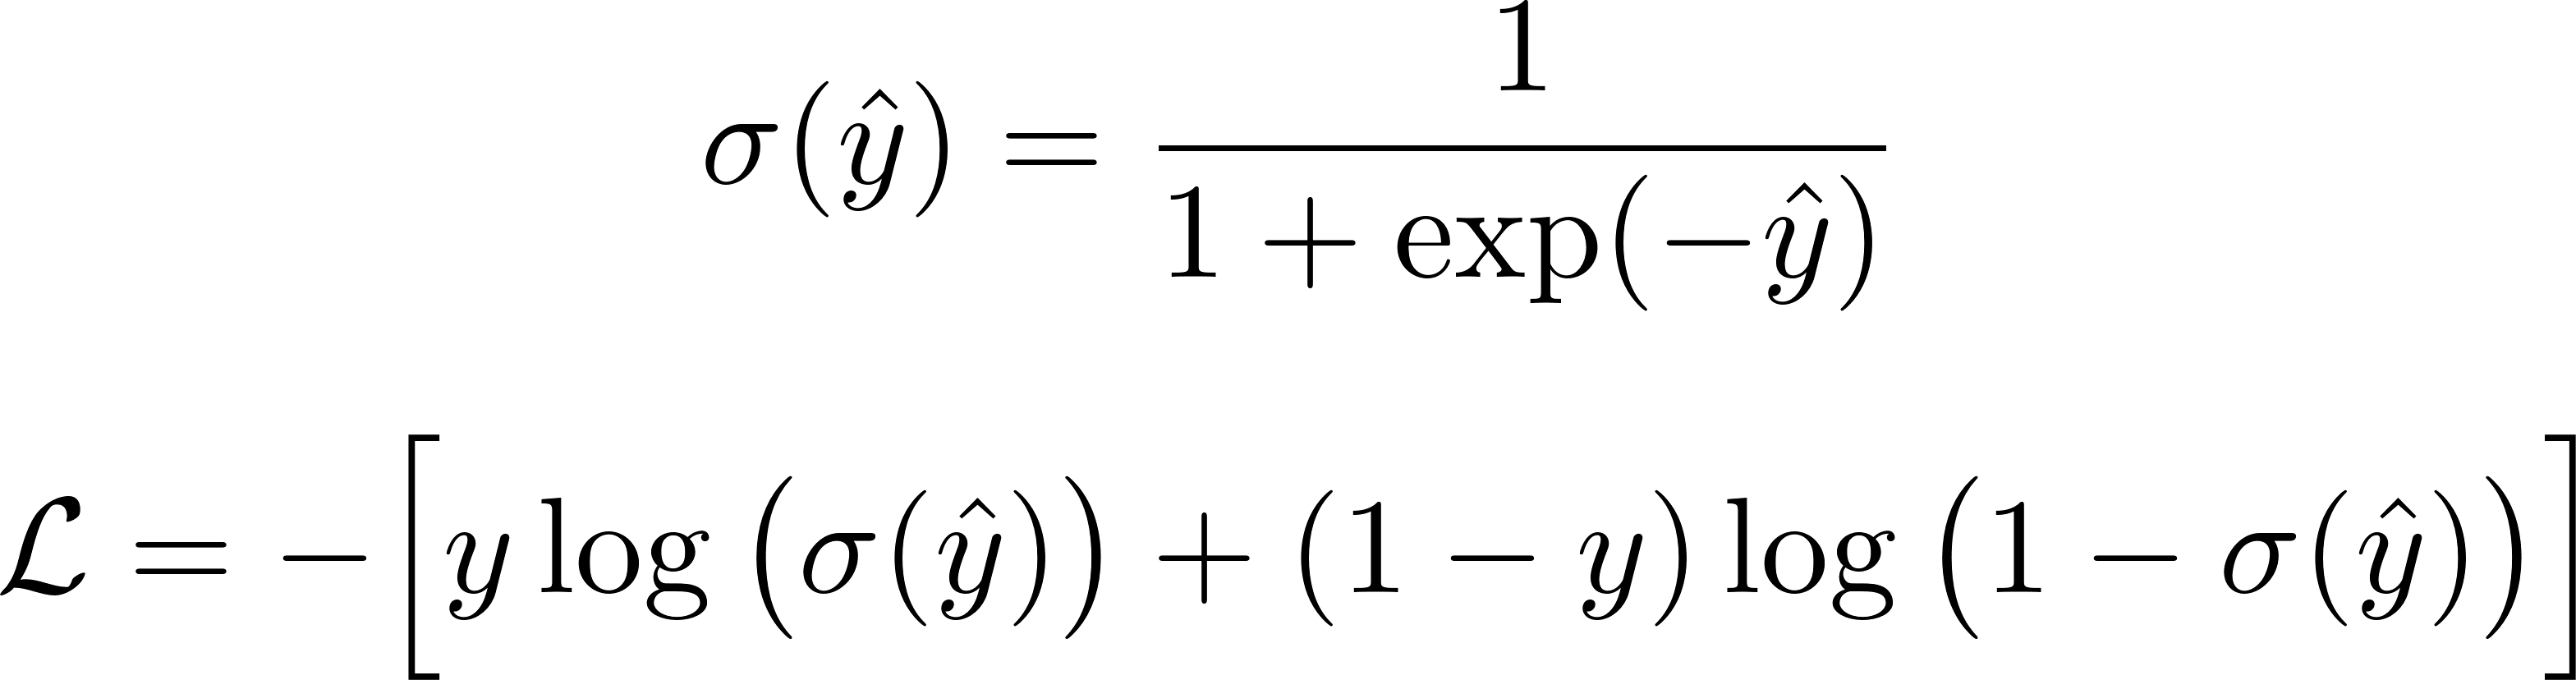 σ(ŷ) = 1 / (1 + exp(−ŷ))
ℒ = −[y log (σ(ŷ)) + (1 − y) log (1 − σ(ŷ))]